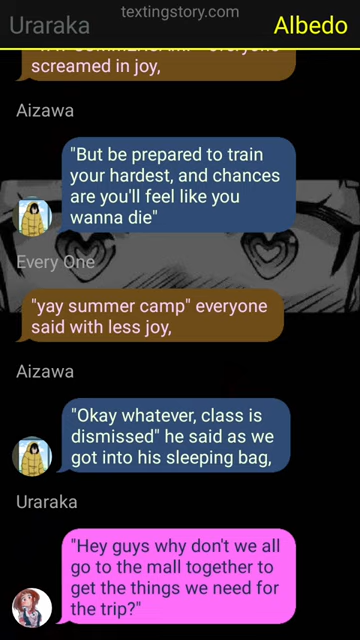 textingstory.com
Uraraka
Albedo
screamed in joy,
Aizawa
"But be prepared to train
your hardest, and chances
are you'll feel like you
wanna die"
Every One
"yay summer camp" everyone
said with less joy,
Aizawa
"Okay whatever, class is
dismissed" he said as we
got into his sleeping bag,
Uraraka
"Hey guys why don't we all
go to the mall together to
get the things we need for
the trip?"